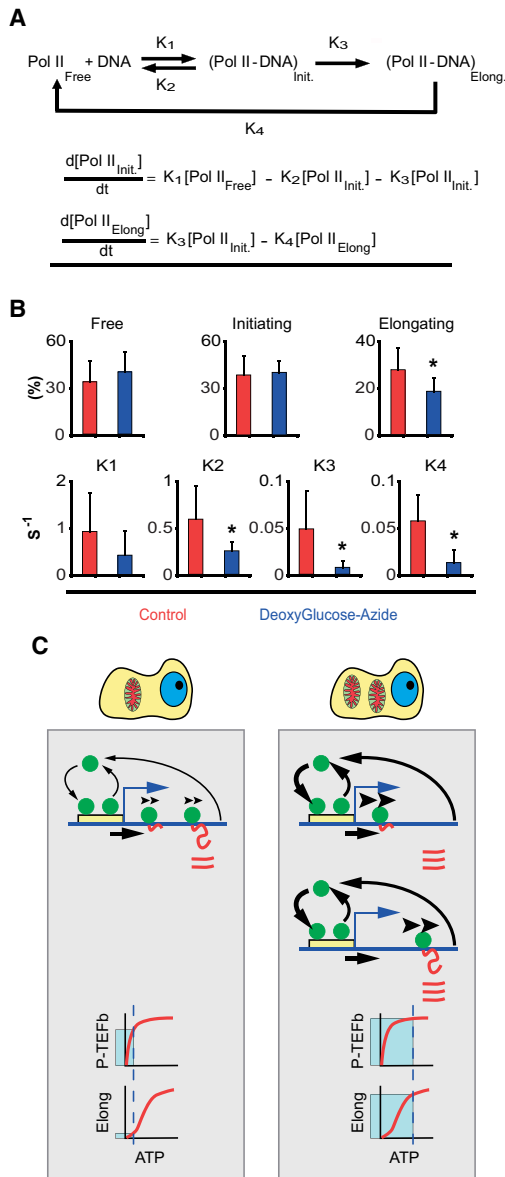 A
K1
Pol II Free + DNA (Pol II-DNA) Init. K3 (Pol II-DNA) Elong.
K2
K4
d[Pol II Init.]
dt
= K1[Pol II Free] - K2[Pol II Init.] - K3[Pol II Init.]
d[Pol II Elong]
dt
= K3[Pol II Init.] - K4[Pol II Elong]
B
Free Initiating Elongating
(%)
60 30 0
60 30 0
40 20 0
*
K1 K2 K3 K4
S-1
2 1 0
1 0.5 0
0.1 0.05 0
0.1 0.05 0
* * *
Control DeoxyGlucose-Azide
C
P-TEFb P-TEFb
Elong Elong
ATP ATP